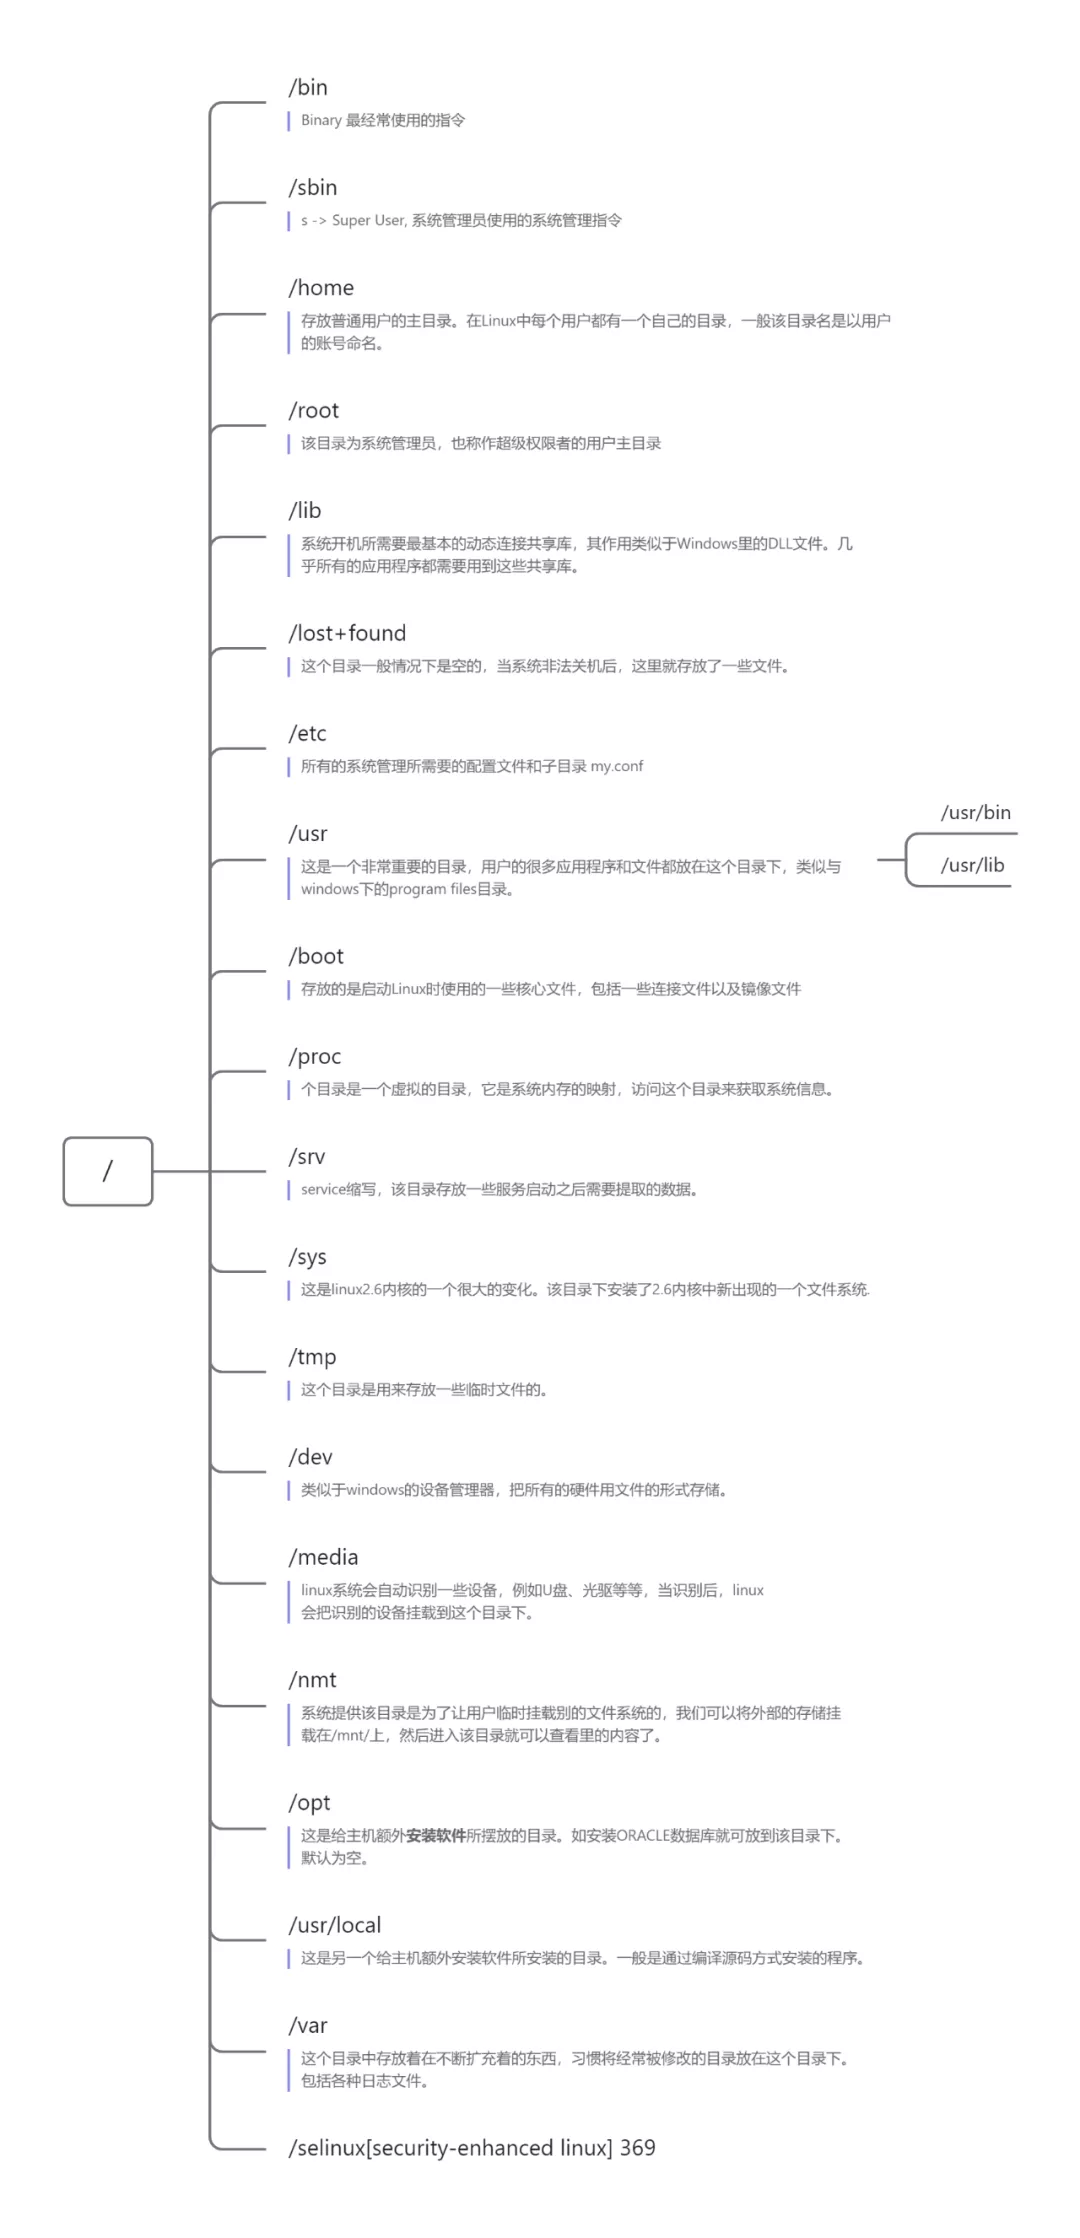 /bin
Binary 最经常使用的指令
/sbin
s -> Super User, 系统管理员使用的系统管理指令
/home
存放普通用户的主目录。在Linux中每个用户都有一个自己的目录，一般该目录名是以用户
的账号命名。
/root
该目录为系统管理员，也称作超级权限者的用户主目录
/lib
系统开机所需要最基本的动态连接共享库，其作用类似于Windows里的DLL文件。几
乎所有的应用程序都需要用到这些共享库。
/lost+found
这个目录一般情况下是空的，当系统非法关机后，这里就存放了一些文件。
/etc
所有的系统管理所需要的配置文件和子目录 my.conf
/usr
这是一个非常重要的目录，用户的很多应用程序和文件都放在这个目录下，类似与
windows下的program files目录。
/usr/bin
/usr/lib
/boot
存放的是启动Linux时使用的一些核心文件，包括一些连接文件以及镜像文件
/proc
个目录是一个虚拟的目录，它是系统内存的映射，访问这个目录来获取系统信息。
/
/srv
service缩写，该目录存放一些服务启动之后需要提取的数据。
/sys
这是linux2.6内核的一个很大的变化。该目录下安装了2.6内核中新出现的一个文件系统.
/tmp
这个目录是用来存放一些临时文件的。
/dev
类似于windows的设备管理器，把所有的硬件用文件的形式存储。
/media
linux系统会自动识别一些设备，例如U盘、光驱等等，当识别后，linux
会把识别的设备挂载到这个目录下。
/nmt
系统提供该目录是为了让用户临时挂载别的文件系统的，我们可以将外部的存储挂
载在/mnt/上，然后进入该目录就可以查看里的内容了。
/opt
这是给主机额外安装软件所摆放的目录。如安装ORACLE数据库就可放到该目录下。
默认为空。
/usr/local
这是另一个给主机额外安装软件所安装的目录。一般是通过编译源码方式安装的程序。
/var
这个目录中存放着在不断扩充着的东西，习惯将经常被修改的目录放在这个目录下。
包括各种日志文件。
/selinux[security-enhanced linux] 369